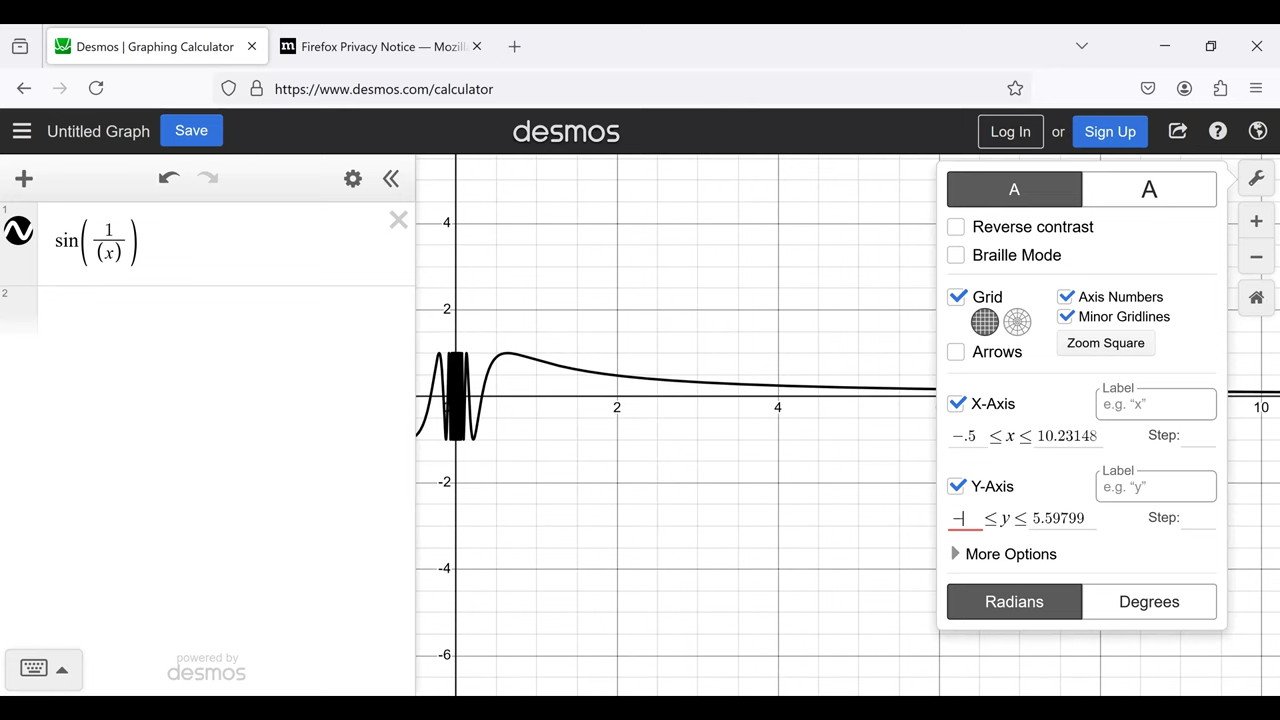 Desmos | Graphing Calculator
Firefox Privacy Notice — Mozill
https://www.desmos.com/calculator
Untitled Graph
Save
desmos
Log In
or
Sign Up
1
sin(1/(x))
2
4
2
0
2
4
10
-2
-4
-6
A
A
Reverse contrast
Braille Mode
Grid
Axis Numbers
Minor Gridlines
Zoom Square
Arrows
X-Axis
Label
e.g. “x”
−.5 ≤ x ≤ 10.23148
Step:
Y-Axis
Label
e.g. “y”
− ≤ y ≤ 5.59799
Step:
More Options
Radians
Degrees
powered by
desmos